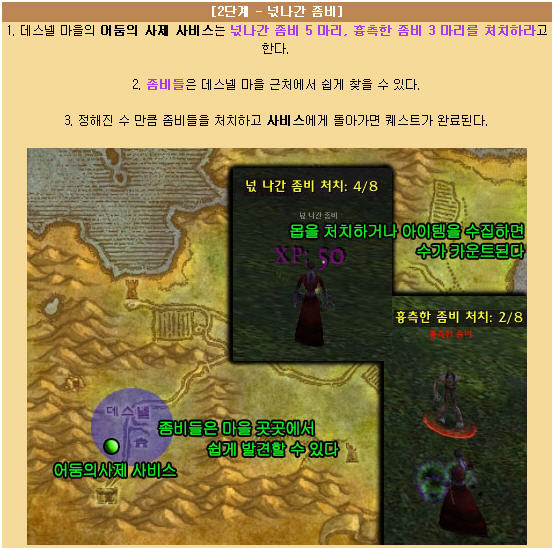 [2단계 - 넋나간 좀비]
1. 데스넬 마을의 어둠의 사제 사비스는 넋나간 좀비 5 마리, 흉측한 좀비 3 마리를 처치하라고
한다.
2. 좀비들은 데스넬 마을 근처에서 쉽게 찾을 수 있다.
3. 정해진 수 만큼 좀비들을 처치하고 사비스에게 돌아가면 퀘스트가 완료된다.
넋 나간 좀비 처치: 4/8
넋 나간 좀비
몹을 처치하거나 아이템을 수집하면
수가 카운트된다
XP: 50
흉측한 좀비 처치: 2/8
흉측한 좀비
데스넬
좀비들은 마을 곳곳에서
쉽게 발견할 수 있다
어둠의사제 사비스